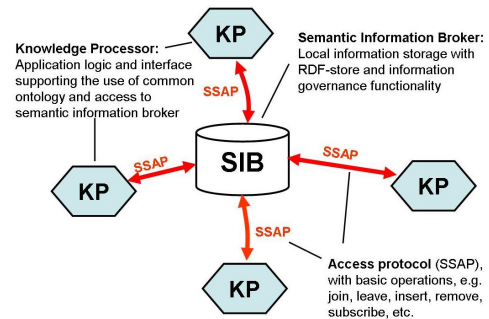 KP
Knowledge Processor:
Application logic and interface
supporting the use of common
ontology and access to
semantic information broker
Semantic Information Broker:
Local information storage with
RDF-store and information
governance functionality
SSAP
SSAP
SIB
SSAP
KP
KP
SSAP
KP
Access protocol (SSAP),
with basic operations, e.g.
join, leave, insert, remove,
subscribe, etc.